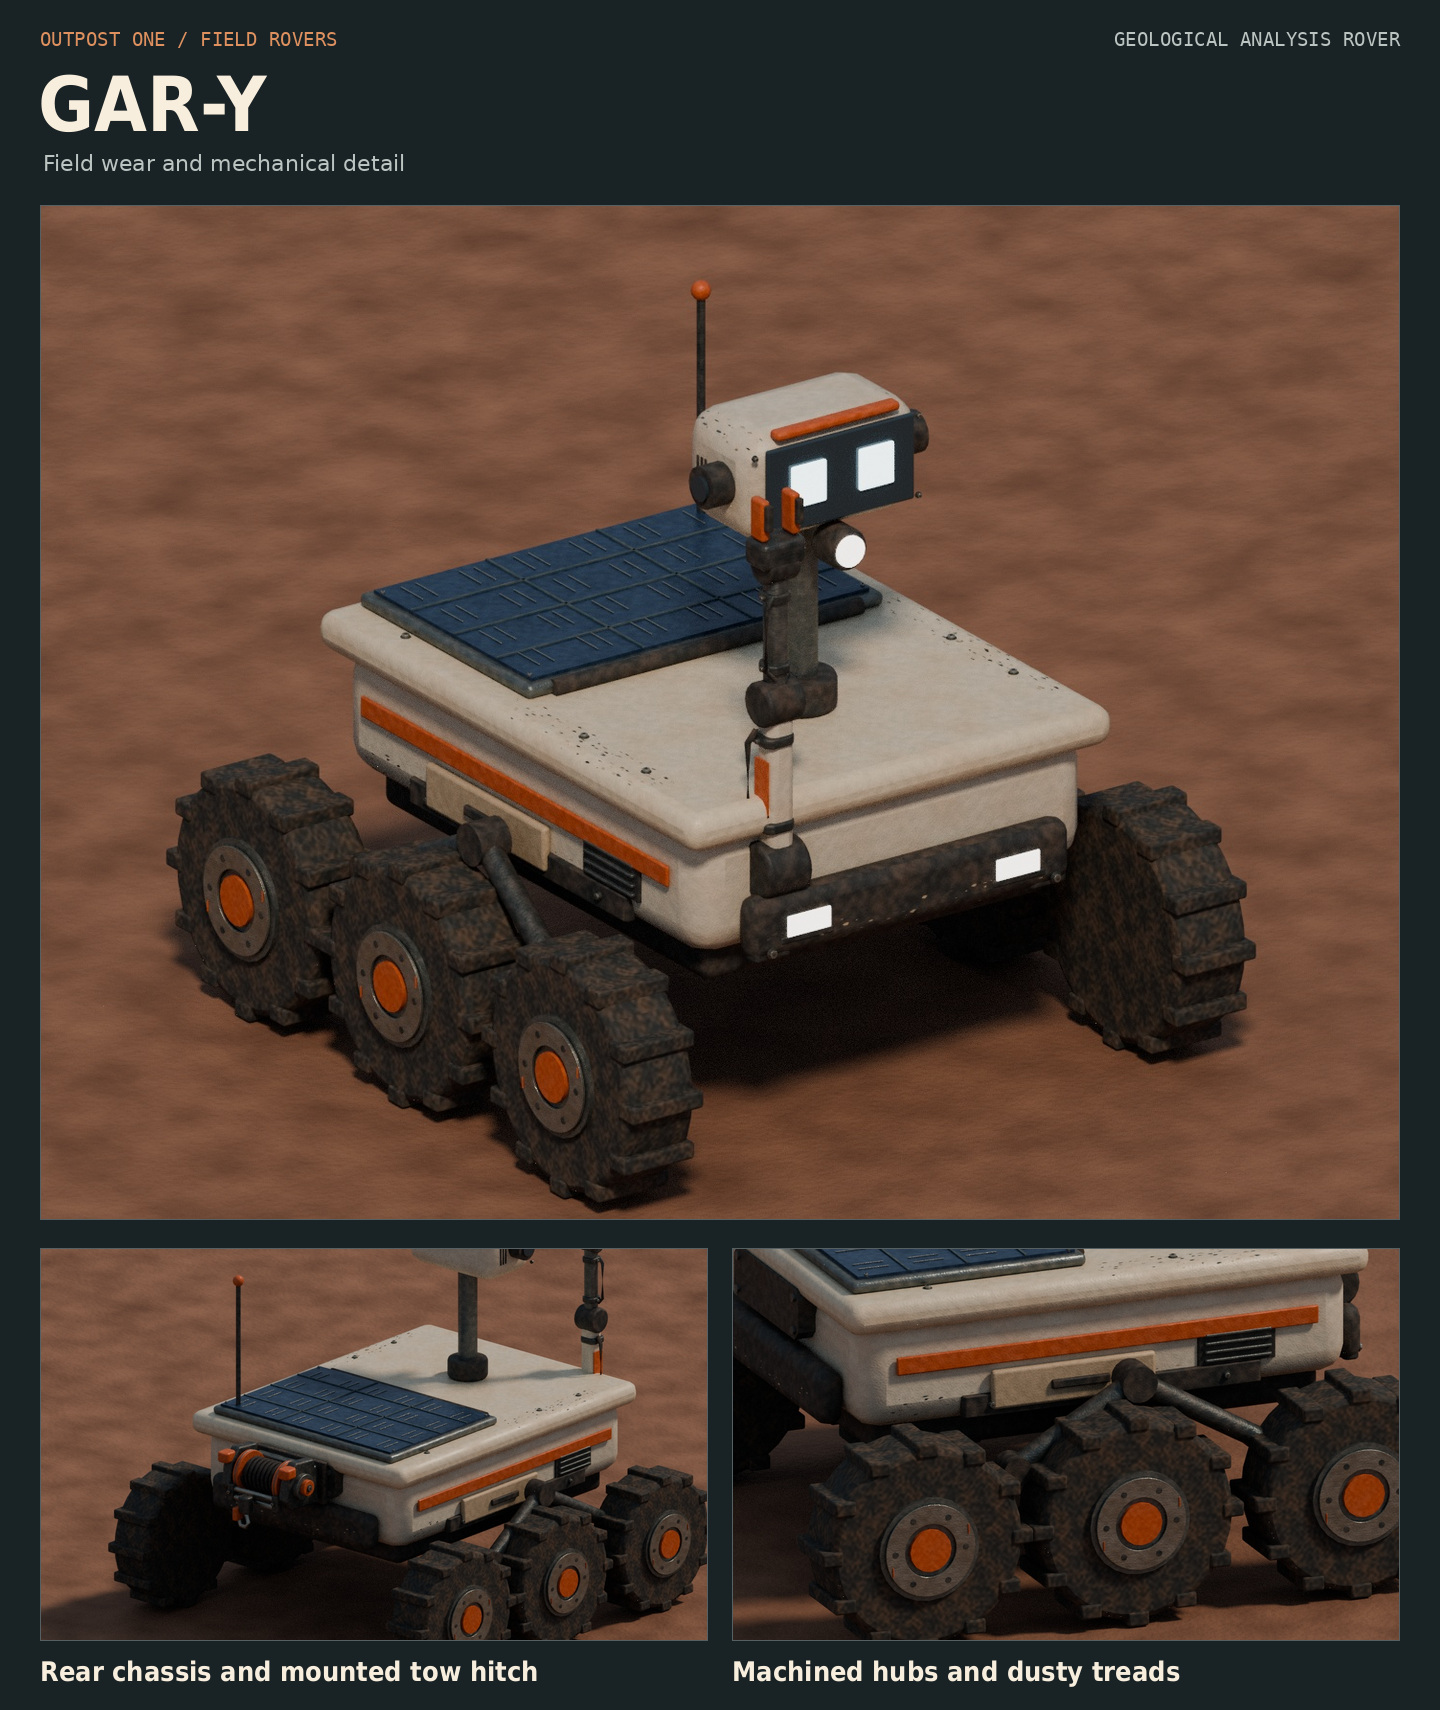 OUTPOST ONE / FIELD ROVERS
GEOLOGICAL ANALYSIS ROVER
GAR-Y
Field wear and mechanical detail
Rear chassis and mounted tow hitch
Machined hubs and dusty treads